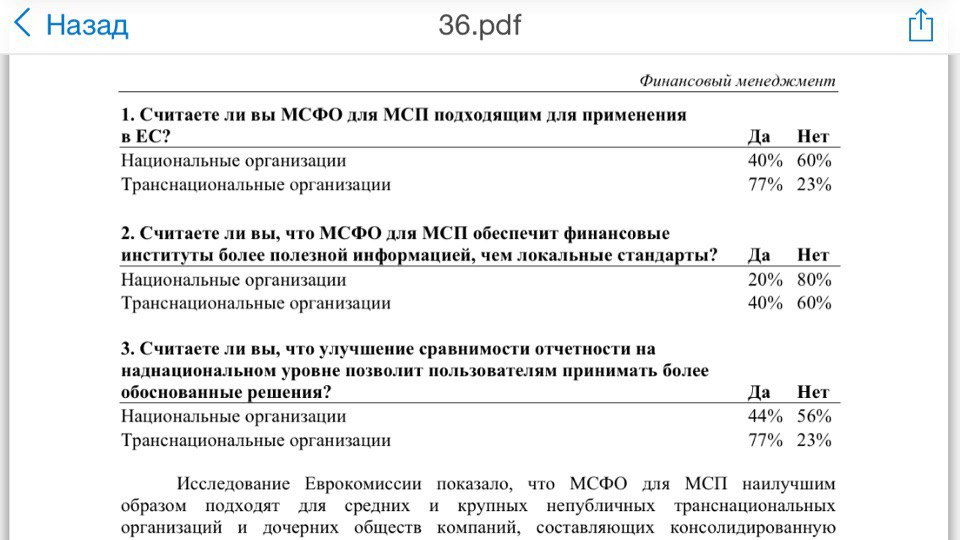 Назад
36.pdf
Финансовый менеджмент
1. Считаете ли вы МСФО для МСП подходящим для применения
в ЕС? Да Нет
Национальные организации 40% 60%
Транснациональные организации 77% 23%
2. Считаете ли вы, что МСФО для МСП обеспечит финансовые
институты более полезной информацией, чем локальные стандарты? Да Нет
Национальные организации 20% 80%
Транснациональные организации 40% 60%
3. Считаете ли вы, что улучшение сравнимости отчетности на
наднациональном уровне позволит пользователям принимать более
обоснованные решения? Да Нет
Национальные организации 44% 56%
Транснациональные организации 77% 23%
Исследование Еврокомиссии показало, что МСФО для МСП наилучшим
образом подходят для средних и крупных непубличных транснациональных
организаций и дочерних обществ компаний, составляющих консолидированную